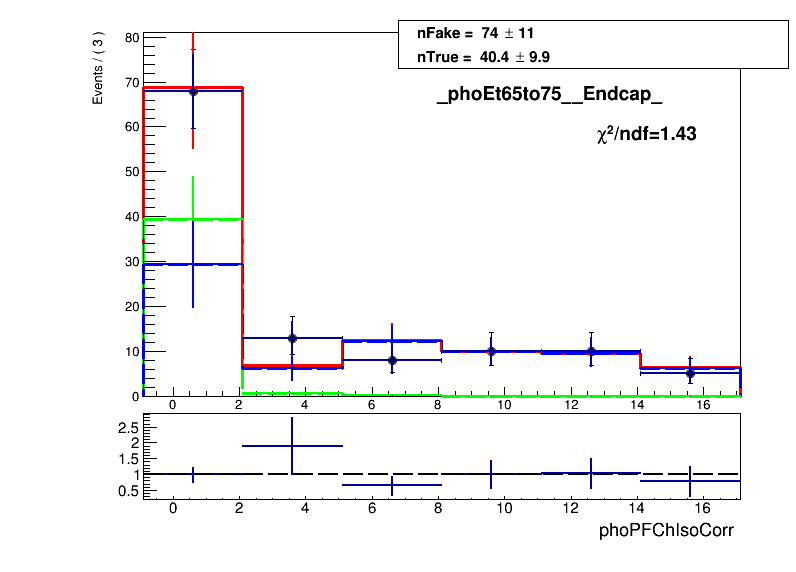 nFake = 74 ± 11
nTrue = 40.4 ± 9.9
_phoEt65to75__Endcap_
χ²/ndf=1.43
Events / ( 3 )
80
70
60
50
40
30
20
10
0
0 2 4 6 8 10 12 14 16
2.5
2
1.5
1
0.5
0 2 4 6 8 10 12 14 16
phoPFChIsoCorr